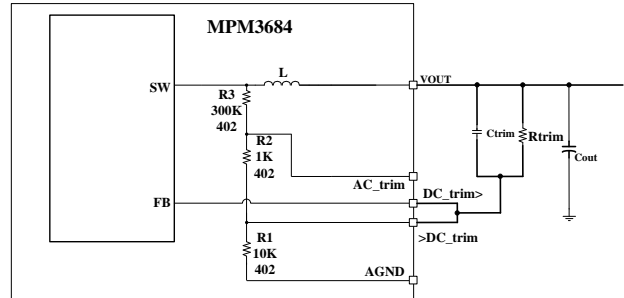 MPM3684
L
SW
VOUT
R3
300K
402
Ctrim
Rtrim
R2
1K
402
Cout
AC_trim
FB
DC_trim>
>DC_trim
R1
10K
402
AGND